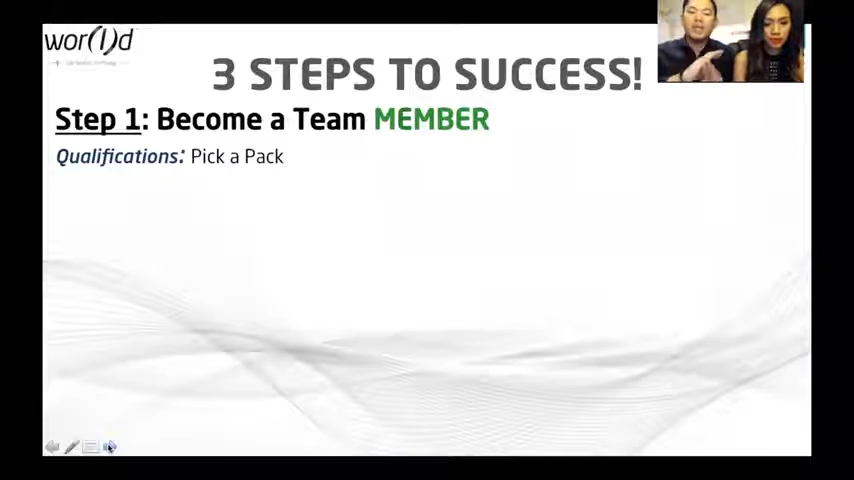 wor(l)d
3 STEPS TO SUCCESS!
Step 1: Become a Team MEMBER
Qualifications: Pick a Pack